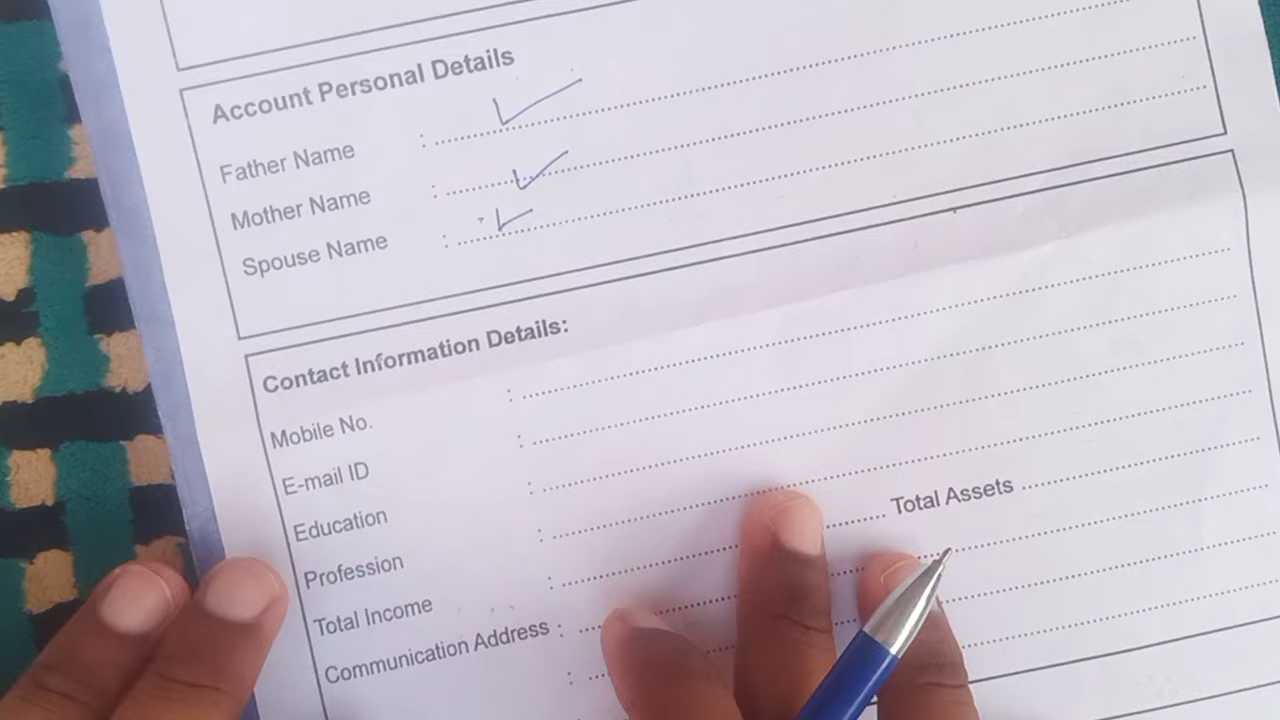 Account Personal Details
Father Name :
Mother Name :
Spouse Name :
Contact Information Details:
Mobile No. :
E-mail ID :
Education :
Profession :
Total Income : Total Assets
Communication Address :
: